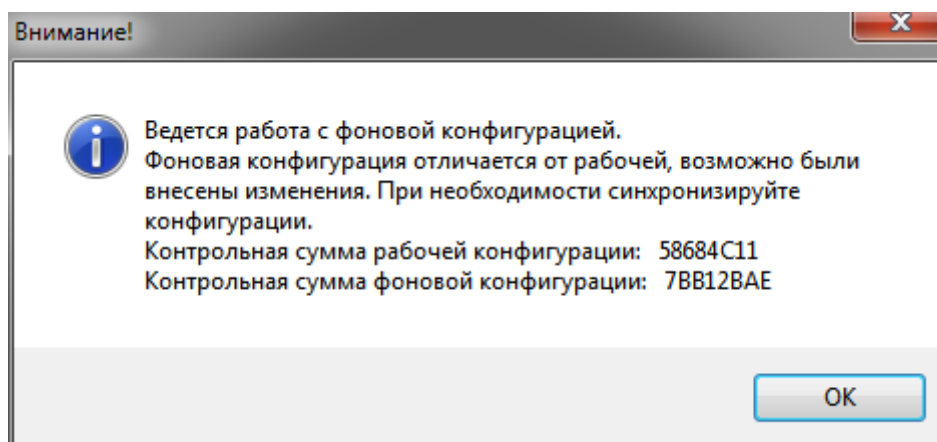 Внимание!
Ведется работа с фоновой конфигурацией.
Фоновая конфигурация отличается от рабочей, возможно были
внесены изменения. При необходимости синхронизируйте
конфигурации.
Контрольная сумма рабочей конфигурации: 58684C11
Контрольная сумма фоновой конфигурации: 7BB12BAE
OK